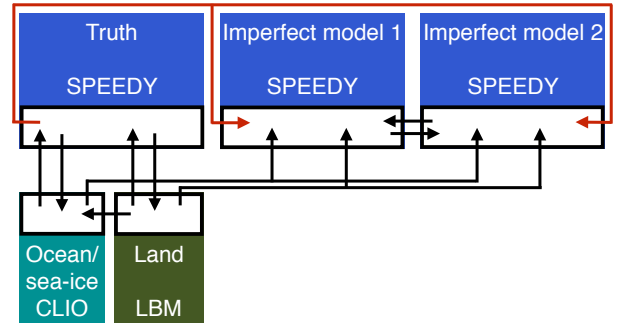 Truth
SPEEDY
Imperfect model 1
SPEEDY
Imperfect model 2
SPEEDY
Ocean/
sea-ice
CLIO
Land
LBM